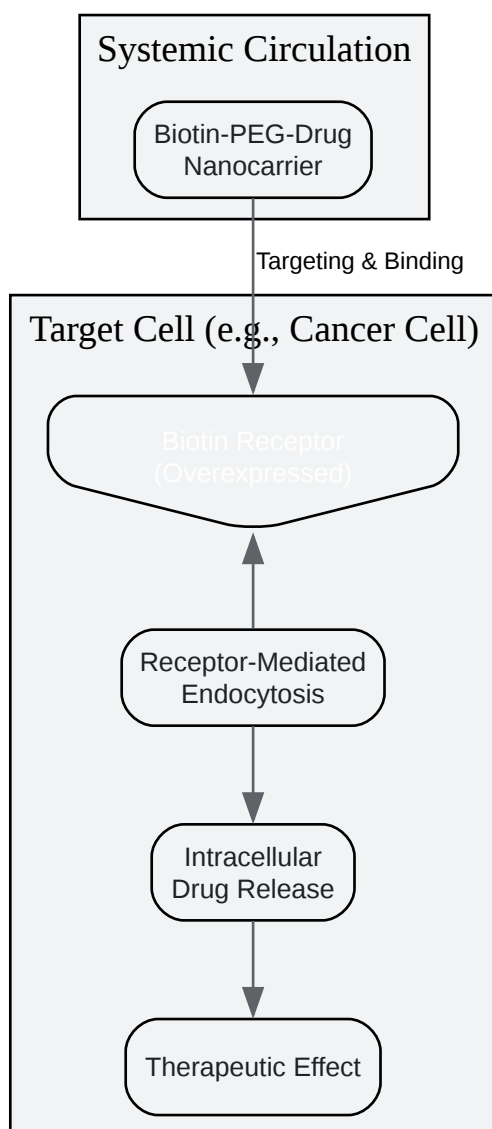 Systemic Circulation
Biotin-PEG-Drug
Nanocarrier
Targeting & Binding
Target Cell (e.g., Cancer Cell)
Biotin Receptor
(Overexpressed)
Receptor-Mediated
Endocytosis
Intracellular
Drug Release
Therapeutic Effect